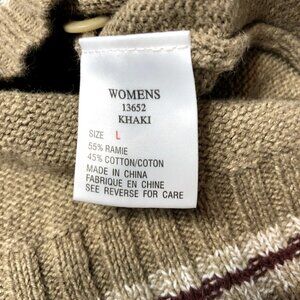 WOMENS
13652
KHAKI
SIZE L
55% RAMIE
45% COTTON/COTON
MADE IN CHINA
FABRIQUE EN CHINE
SEE REVERSE FOR CARE